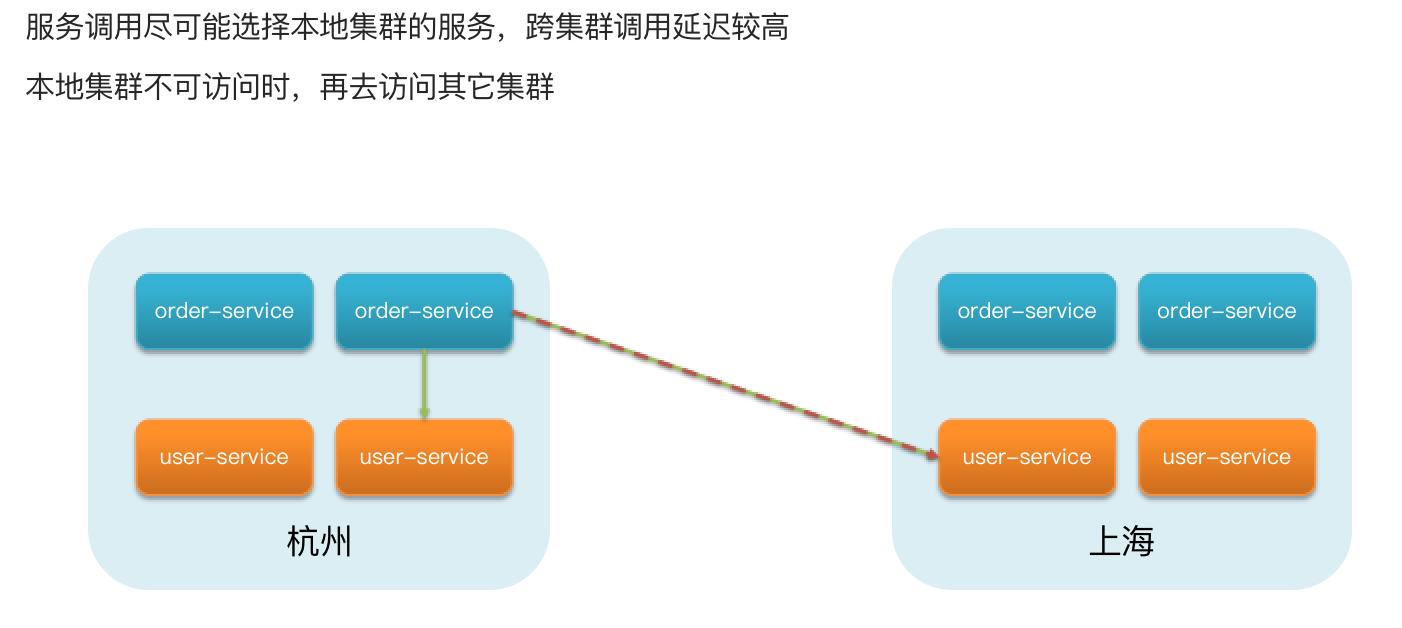 服务调用尽可能选择本地集群的服务，跨集群调用延迟较高
本地集群不可访问时，再去访问其它集群
order-service
order-service
order-service
order-service
user-service
user-service
user-service
user-service
杭州
上海